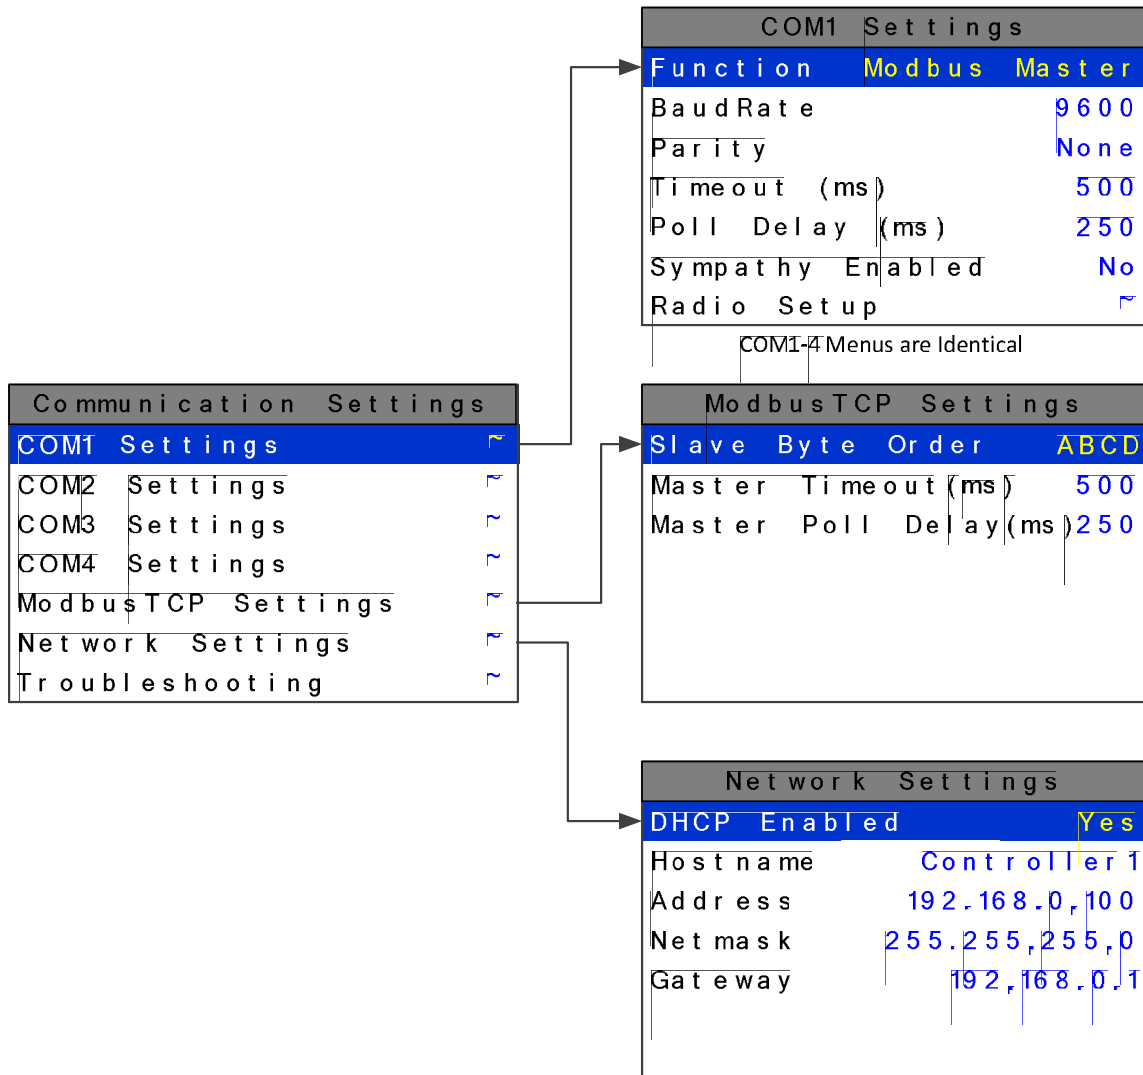 COM1 Settings
Function Modbus Master
BaudRate 9600
Parity None
Timeout (ms) 500
Poll Delay (ms) 250
Sympathy Enabled No
Radio Setup ~
COM1-4 Menus are Identical
Communication Settings
COM1 Settings ~
COM2 Settings ~
COM3 Settings ~
COM4 Settings ~
ModbusTCP Settings ~
Network Settings ~
Troubleshooting ~
ModbusTCP Settings
Slave Byte Order ABCD
Master Timeout(ms) 500
Master Poll Delay(ms) 250
Network Settings
DHCP Enabled Yes
Hostname Controller1
Address 192.168.0.100
Netmask 255.255.255.0
Gateway 192.168.0.1